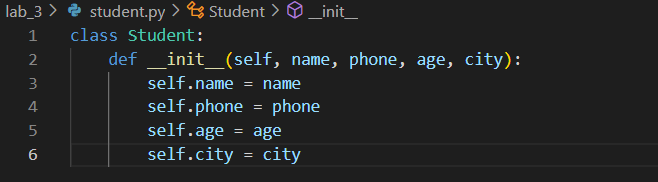 lab_3 > student.py > Student > __init__
1 class Student:
2     def __init__(self, name, phone, age, city):
3         self.name = name
4         self.phone = phone
5         self.age = age
6         self.city = city